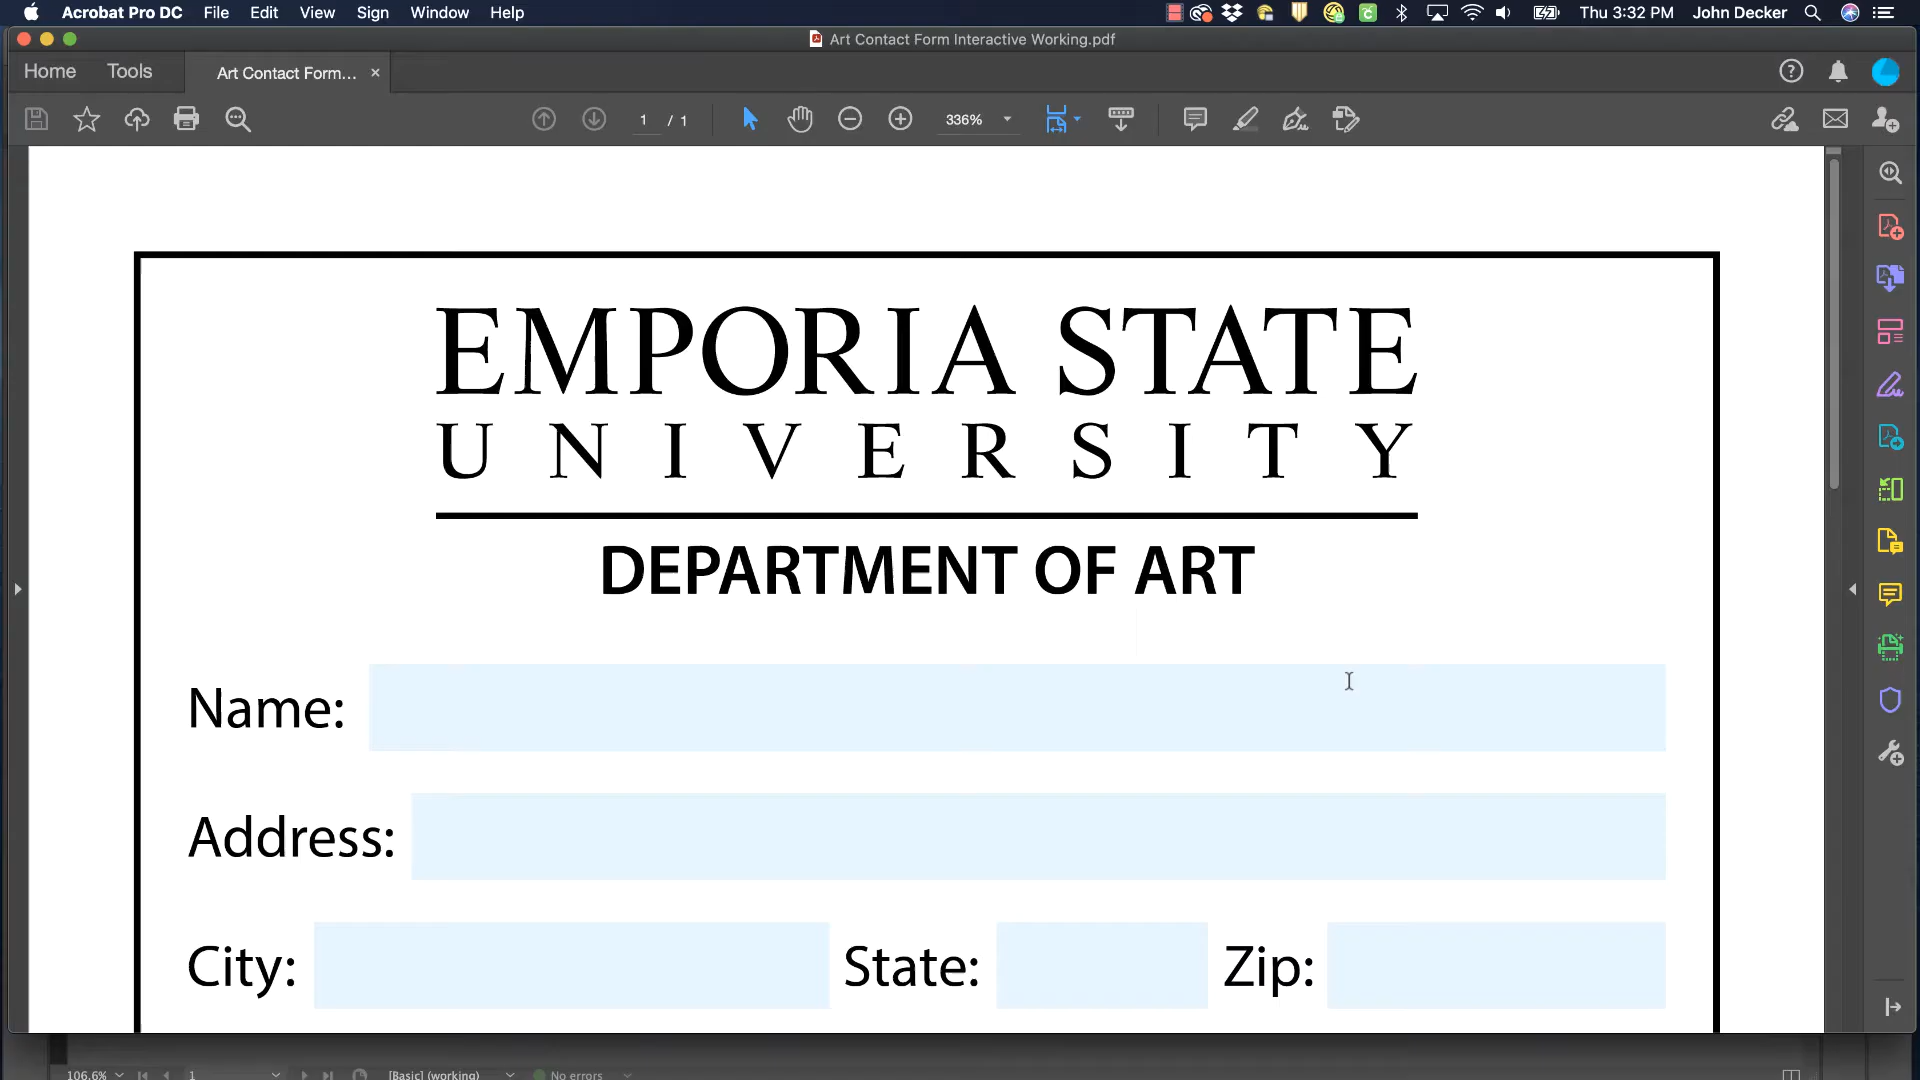 Acrobat Pro DC File Edit View Sign Window Help Thu 3:32 PM John Decker
Art Contact Form Interactive Working.pdf
Home Tools Art Contact Form... ×
1 / 1 336%
EMPORIA STATE
UNIVERSITY
DEPARTMENT OF ART
Name:
Address:
City: State: Zip:
106.6% 1 [Basic] (working) No errors